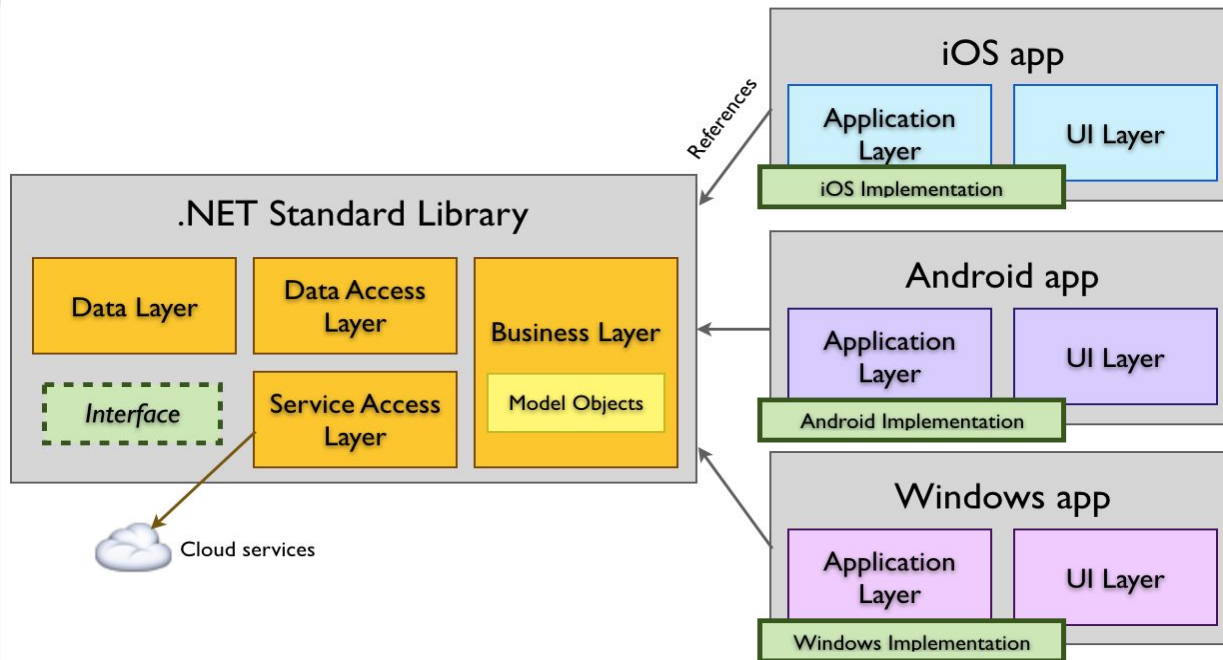 .NET Standard Library
Data Layer
Data Access
Layer
Business Layer
Model Objects
Interface
Service Access
Layer
Cloud services
References
iOS app
Application
Layer
UI Layer
iOS Implementation
Android app
Application
Layer
UI Layer
Android Implementation
Windows app
Application
Layer
UI Layer
Windows Implementation